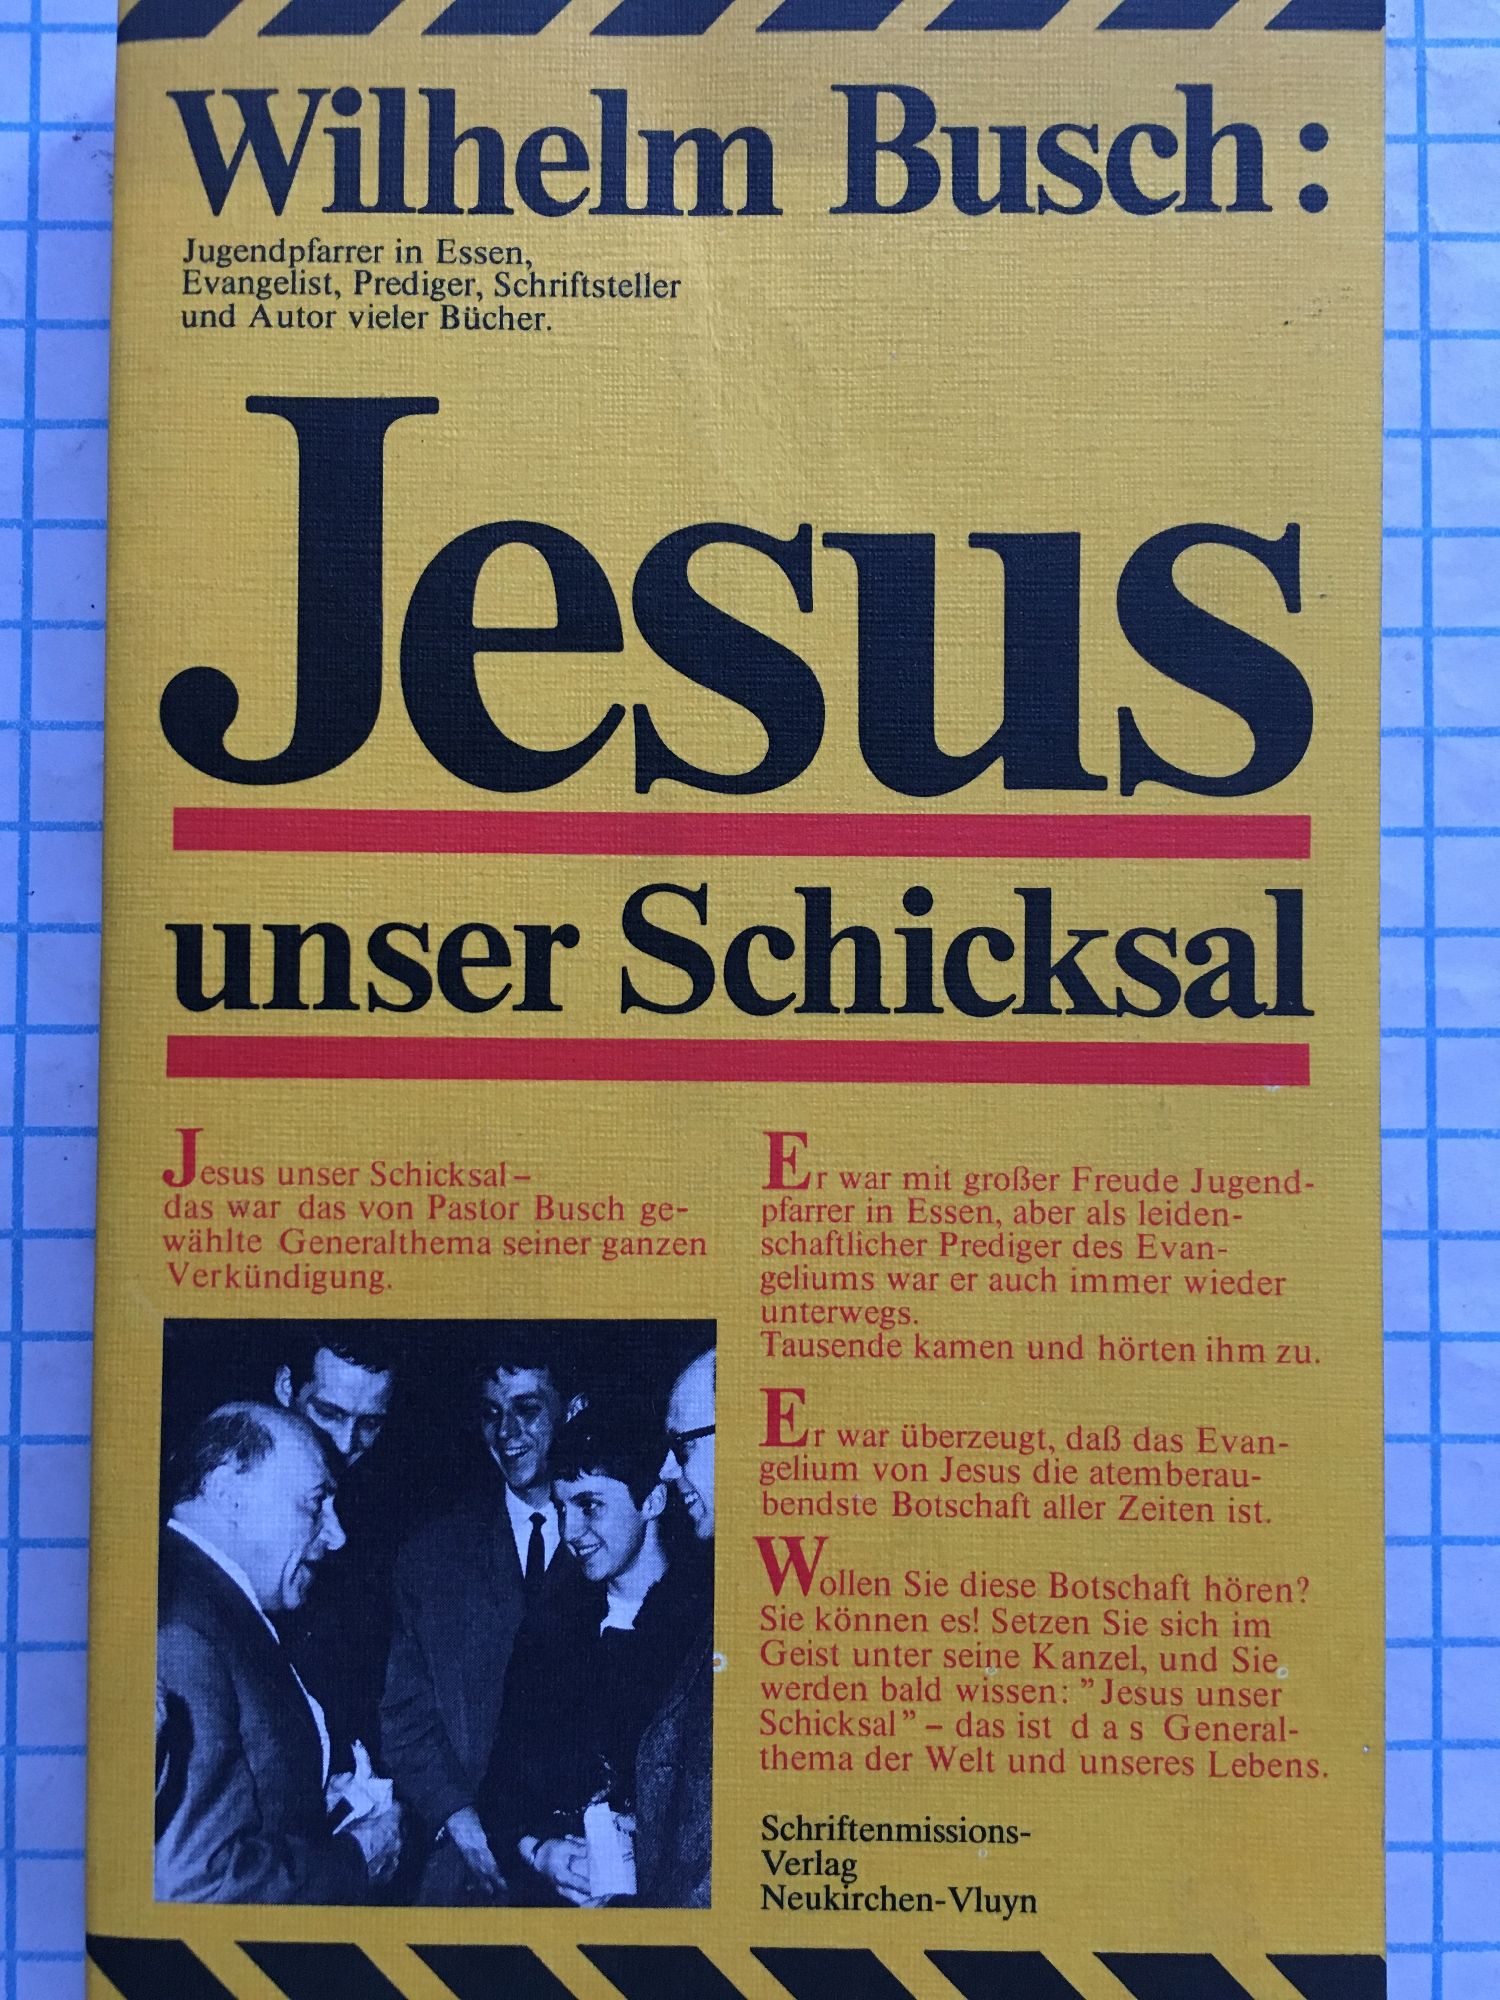 Wilhelm Busch:
Jugendpfarrer in Essen,
Evangelist, Prediger, Schriftsteller
und Autor vieler Bücher.
Jesus
unser Schicksal
Jesus unser Schicksal –
das war das von Pastor Busch ge-
wählte Generalthema seiner ganzen
Verkündigung.
Er war mit großer Freude Jugend-
pfarrer in Essen, aber als leiden-
schaftlicher Prediger des Evan-
geliums war er auch immer wieder
unterwegs.
Tausende kamen und hörten ihm zu.
Er war überzeugt, daß das Evan-
gelium von Jesus die atemberau-
bendste Botschaft aller Zeiten ist.
Wollen Sie diese Botschaft hören?
Sie können es! Setzen Sie sich im
Geist unter seine Kanzel, und Sie
werden bald wissen: ”Jesus unser
Schicksal” – das ist d a s General-
thema der Welt und unseres Lebens.
Schriftenmissions-
Verlag
Neukirchen-Vluyn